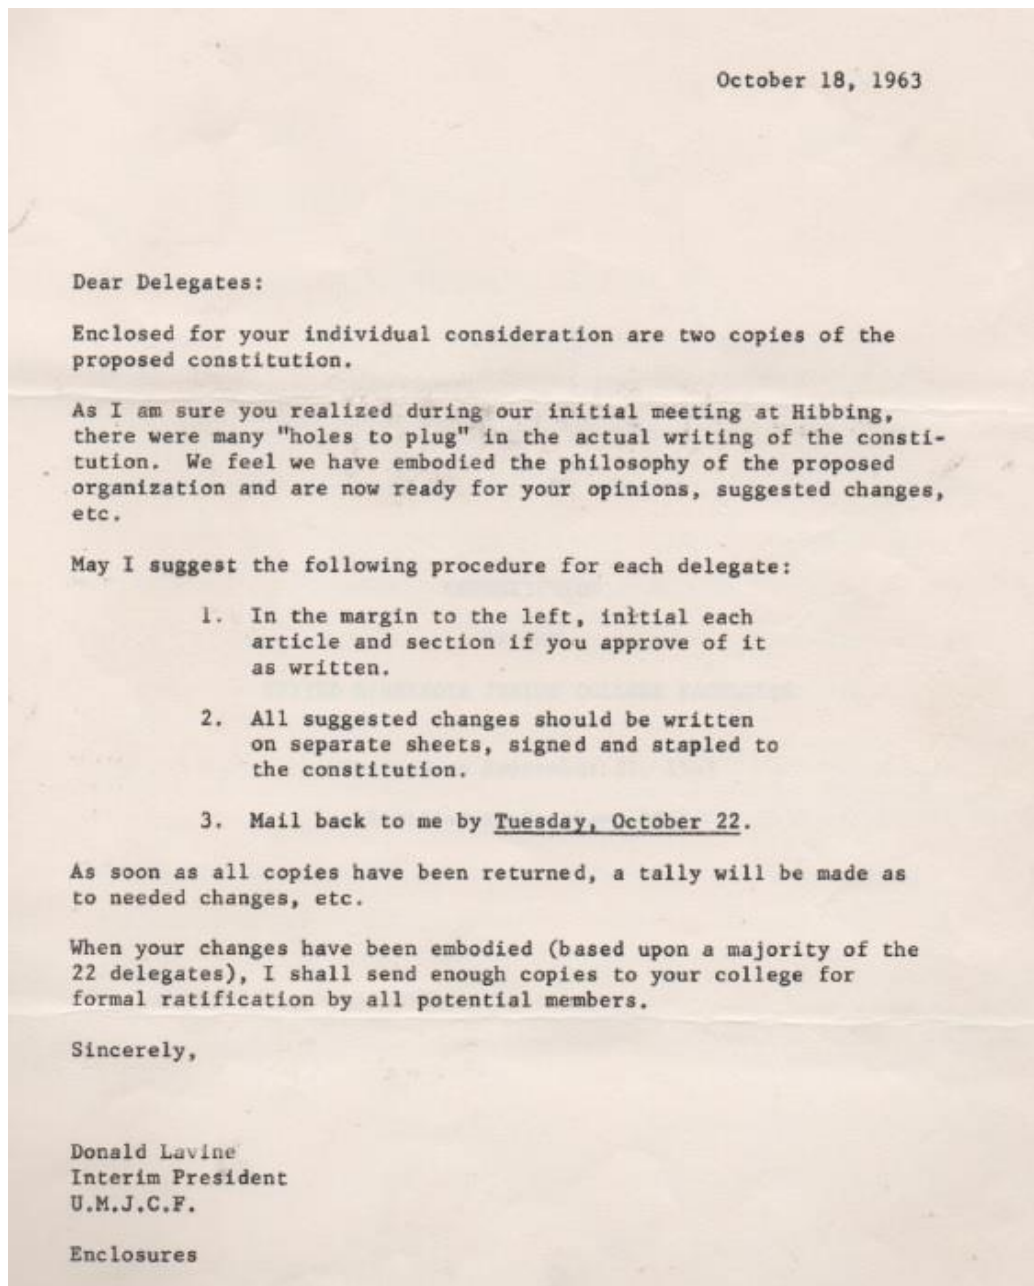 October 18, 1963
Dear Delegates:
Enclosed for your individual consideration are two copies of the
proposed constitution.
As I am sure you realized during our initial meeting at Hibbing,
there were many "holes to plug" in the actual writing of the consti-
tution. We feel we have embodied the philosophy of the proposed
organization and are now ready for your opinions, suggested changes,
etc.
May I suggest the following procedure for each delegate:
1. In the margin to the left, initial each
article and section if you approve of it
as written.
2. All suggested changes should be written
on separate sheets, signed and stapled to
the constitution.
3. Mail back to me by Tuesday, October 22.
As soon as all copies have been returned, a tally will be made as
to needed changes, etc.
When your changes have been embodied (based upon a majority of the
22 delegates), I shall send enough copies to your college for
formal ratification by all potential members.
Sincerely,
Donald Lavine
Interim President
U.M.J.C.F.
Enclosures